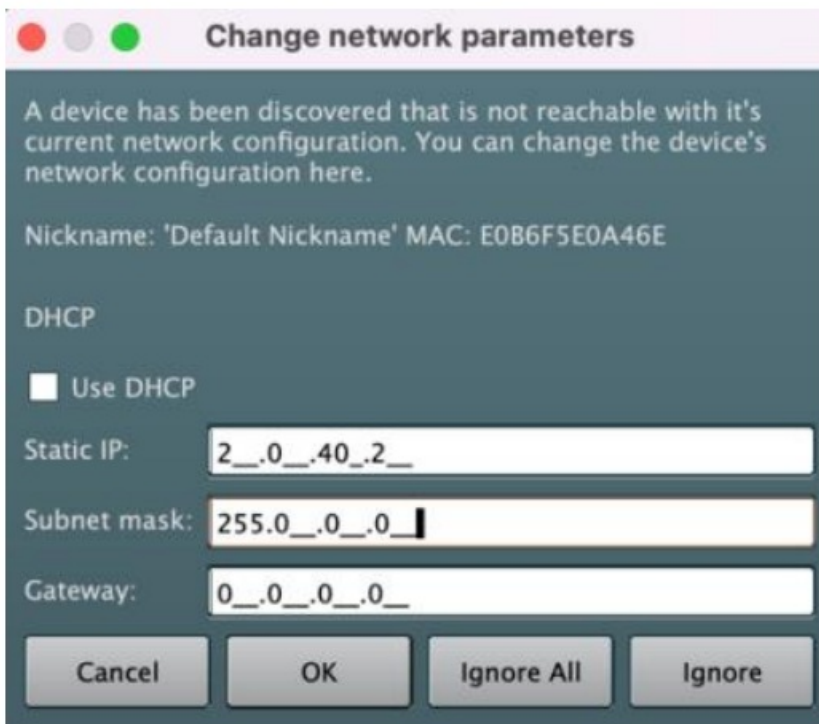 Change network parameters
A device has been discovered that is not reachable with it's
current network configuration. You can change the device's
network configuration here.
Nickname: 'Default Nickname' MAC: E0B6F5E0A46E
DHCP
Use DHCP
Static IP: 2__.0__.40_.2__
Subnet mask: 255.0__.0__.0__
Gateway: 0__.0__.0__.0__
Cancel OK Ignore All Ignore